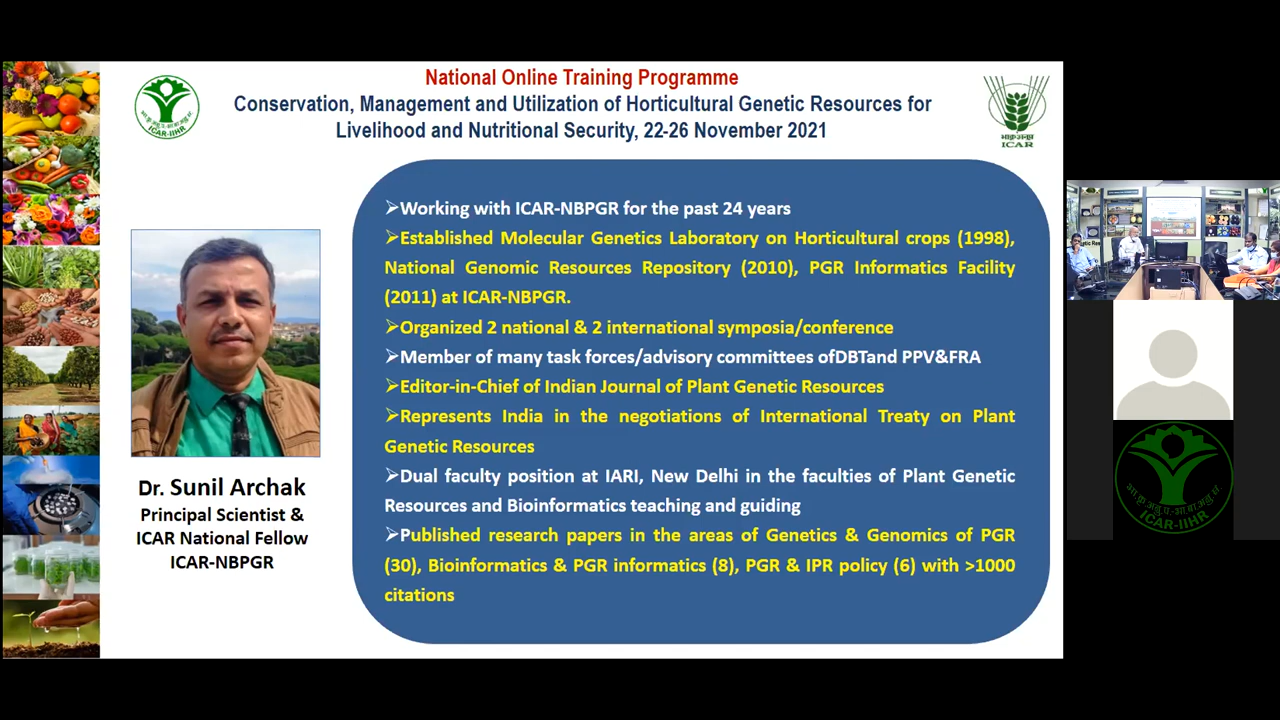 National Online Training Programme
Conservation, Management and Utilization of Horticultural Genetic Resources for
Livelihood and Nutritional Security, 22-26 November 2021
ICAR-IIHR
भाकृअनुप
ICAR
➢Working with ICAR-NBPGR for the past 24 years
➢Established Molecular Genetics Laboratory on Horticultural crops (1998),
National Genomic Resources Repository (2010), PGR Informatics Facility
(2011) at ICAR-NBPGR.
➢Organized 2 national & 2 international symposia/conference
➢Member of many task forces/advisory committees ofDBTand PPV&FRA
➢Editor-in-Chief of Indian Journal of Plant Genetic Resources
➢Represents India in the negotiations of International Treaty on Plant
Genetic Resources
➢Dual faculty position at IARI, New Delhi in the faculties of Plant Genetic
Resources and Bioinformatics teaching and guiding
➢Published research papers in the areas of Genetics & Genomics of PGR
(30), Bioinformatics & PGR informatics (8), PGR & IPR policy (6) with >1000
citations
Dr. Sunil Archak
Principal Scientist &
ICAR National Fellow
ICAR-NBPGR
ICAR-IIHR